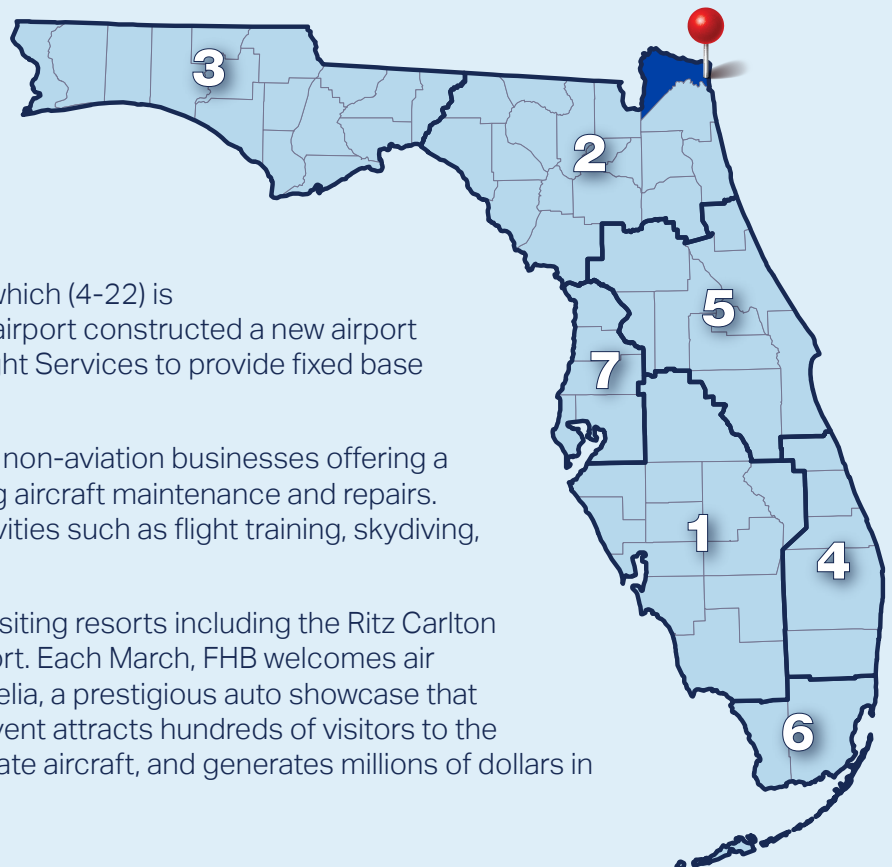 3
2
which (4-22) is
airport constructed a new airport
ght Services to provide fixed base
5
7
non-aviation businesses offering a
g aircraft maintenance and repairs.
vities such as flight training, skydiving,
1
4
siting resorts including the Ritz Carlton
ort. Each March, FHB welcomes air
elia, a prestigious auto showcase that
vent attracts hundreds of visitors to the
ate aircraft, and generates millions of dollars in
6